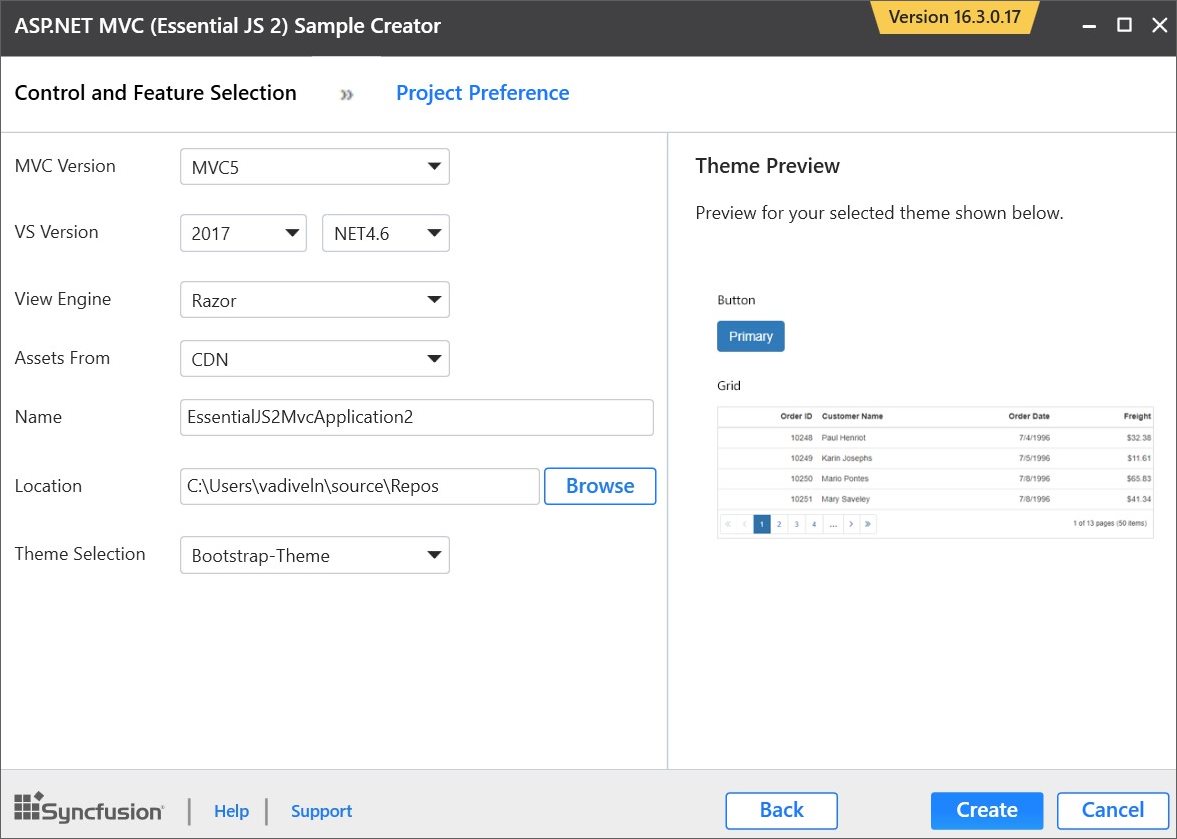 ASP.NET MVC (Essential JS 2) Sample Creator
Version 16.3.0.17
Control and Feature Selection » Project Preference
MVC Version MVC5
VS Version 2017 NET4.6
View Engine Razor
Assets From CDN
Name EssentialJS2MvcApplication2
Location C:\Users\vadiveln\source\Repos Browse
Theme Selection Bootstrap-Theme
Theme Preview
Preview for your selected theme shown below.
Button
Primary
Grid
Order ID Customer Name Order Date Freight
10248 Paul Henriot 7/4/1996 $32.38
10249 Karin Josephs 7/5/1996 $11.61
10250 Mario Pontes 7/8/1996 $65.83
10251 Mary Saveley 7/8/1996 $41.34
« ‹ 1 2 3 4 ... › » 1 of 13 pages (50 items)
Syncfusion | Help | Support Back Create Cancel